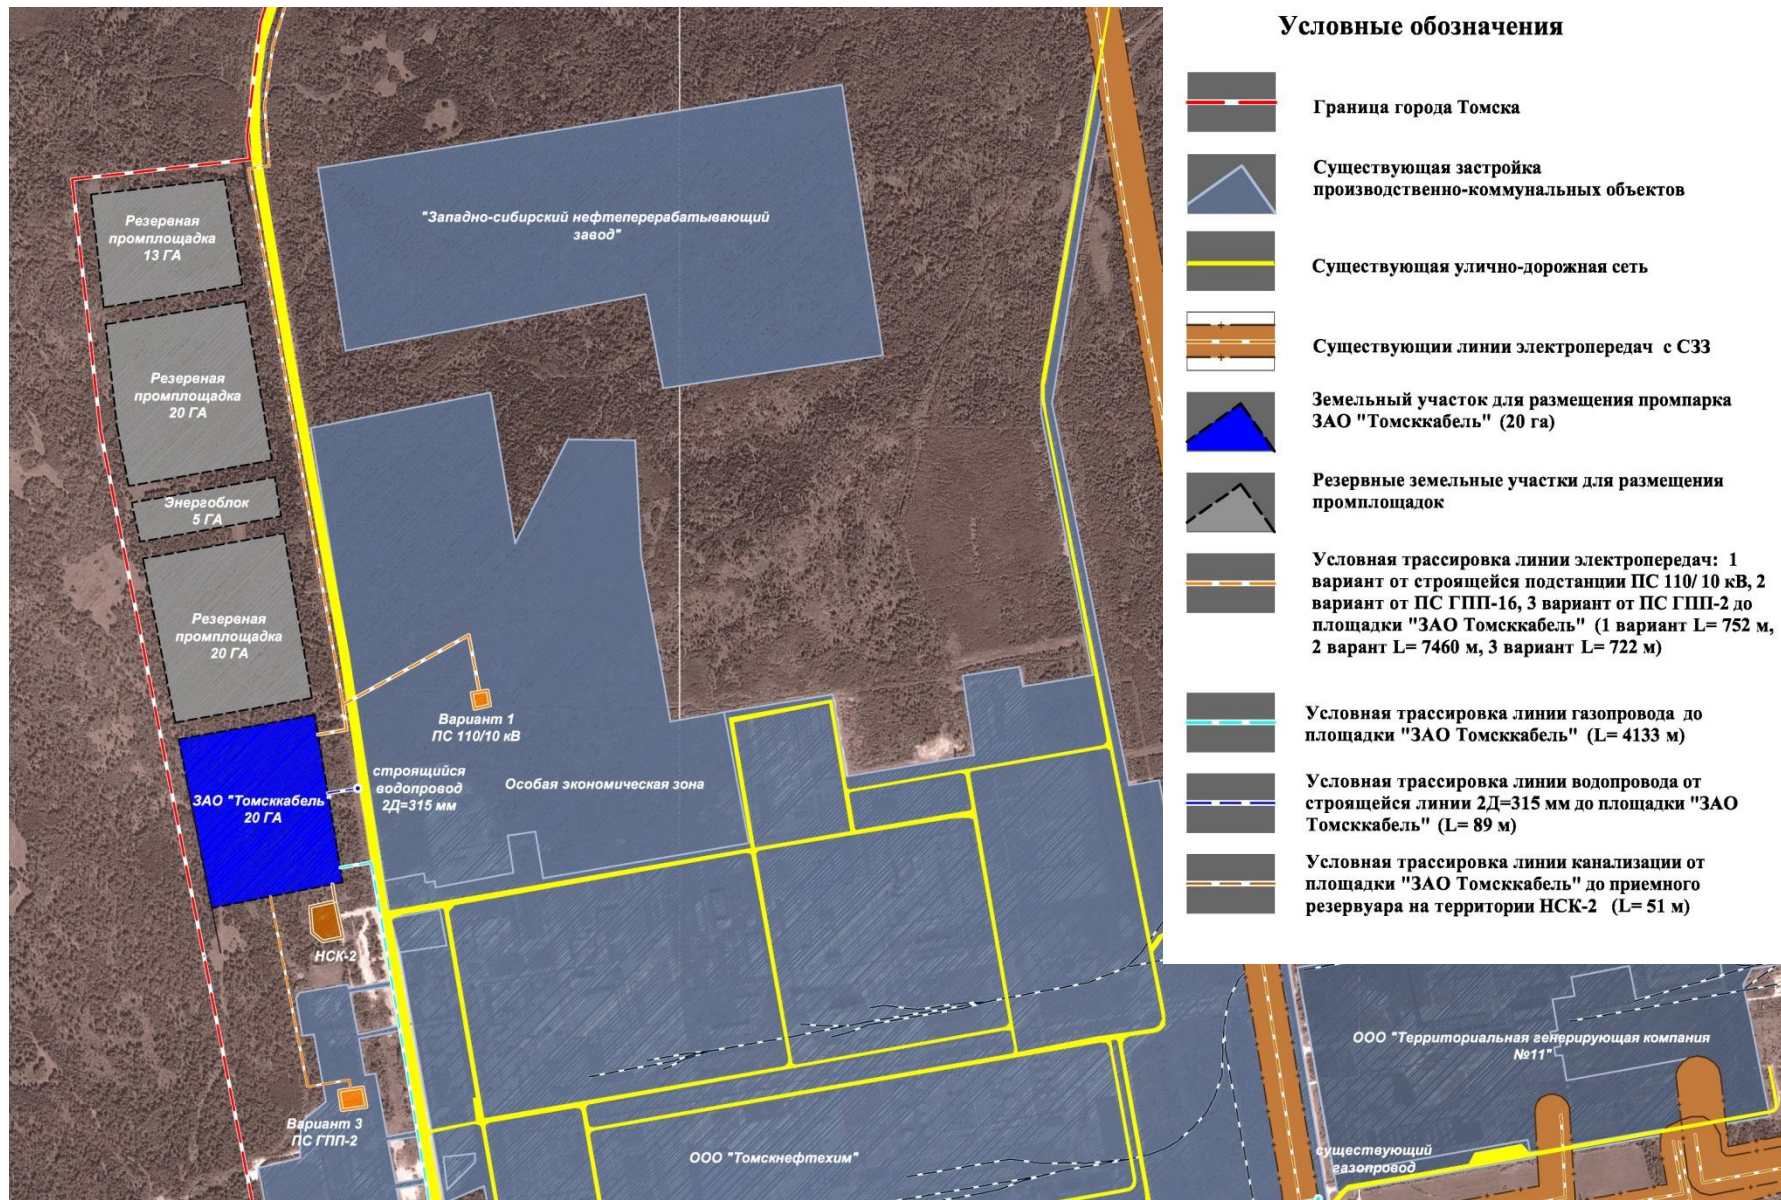 Условные обозначения
Граница города Томска
Существующая застройка
производственно-коммунальных объектов
Существующая улично-дорожная сеть
Существующии линии электропередач с СЗЗ
Земельный участок для размещения промпарка
ЗАО "Томсккабель" (20 га)
Резервные земельные участки для размещения
промплощадок
Условная трассировка линии электропередач: 1
вариант от строящейся подстанции ПС 110/ 10 кВ, 2
вариант от ПС ГПП-16, 3 вариант от ПС ГПП-2 до
площадки "ЗАО Томсккабель" (1 вариант L= 752 м,
2 варант L= 7460 м, 3 вариант L= 722 м)
Условная трассировка линии газопровода до
площадки "ЗАО Томсккабель" (L= 4133 м)
Условная трассировка линии водопровода от
строящейся линии 2Д=315 мм до площадки "ЗАО
Томсккабель" (L= 89 м)
Условная трассировка линии канализации от
площадки "ЗАО Томсккабель" до приемного
резервуара на территории НСК-2 (L= 51 м)
"Западно-сибирский нефтеперерабатывающий
завод"
Резервная
промплощадка
13 ГА
Резервная
промплощадка
20 ГА
Энергоблок
5 ГА
Резервная
промплощадка
20 ГА
Вариант 1
ПС 110/10 кВ
строящийся
водопровод
2Д=315 мм
Особая экономическая зона
ЗАО "Томсккабель
20 ГА
НСК-2
Вариант 3
ПС ГПП-2
ООО "Томскнефтехим"
ООО "Территориальная генерирующая компания
№11"
существующий
газопровод